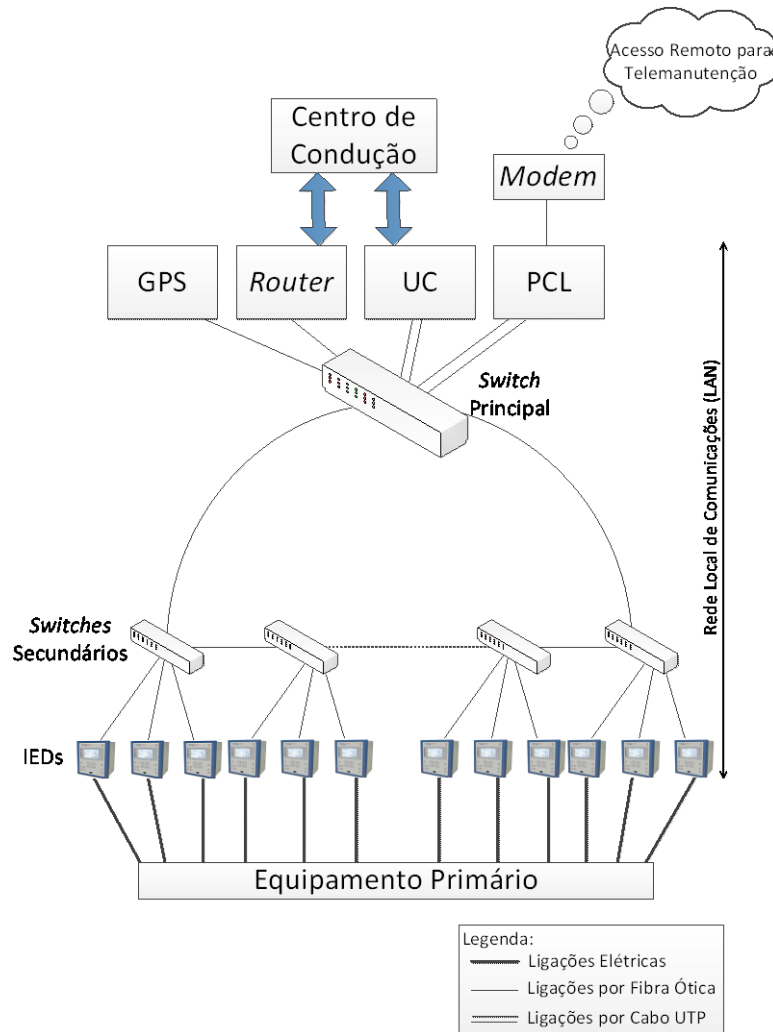 Acesso Remoto para
Telemanutenção
Centro de
Condução
Modem
GPS
Router
UC
PCL
Switch
Principal
Rede Local de Comunicações (LAN)
Switches
Secundários
IEDs
Equipamento Primário
Legenda:
Ligações Elétricas
Ligações por Fibra Ótica
Ligações por Cabo UTP